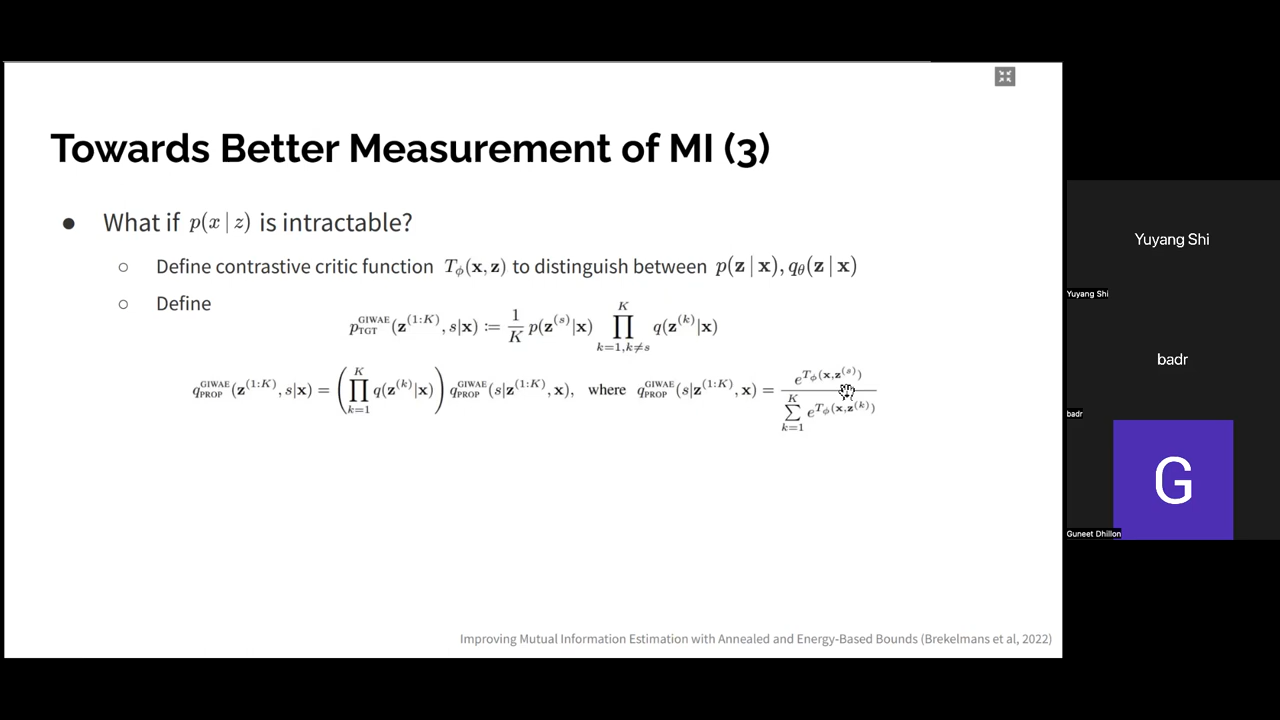 Towards Better Measurement of MI (3)
● What if p(x | z) is intractable?
○ Define contrastive critic function T_ϕ(x, z) to distinguish between p(z | x), q_θ(z | x)
○ Define
p_TGT^GIWAE(z^(1:K), s|x) := 1/K p(z^(s)|x) ∏_{k=1,k≠s}^{K} q(z^(k)|x)
q_PROP^GIWAE(z^(1:K), s|x) = (∏_{k=1}^{K} q(z^(k)|x)) q_PROP^GIWAE(s|z^(1:K), x), where q_PROP^GIWAE(s|z^(1:K), x) = e^{T_ϕ(x,z^(s))} / ∑_{k=1}^{K} e^{T_ϕ(x,z^(k))}
Improving Mutual Information Estimation with Annealed and Energy-Based Bounds (Brekelmans et al, 2022)
Yuyang Shi
Yuyang Shi
badr
badr
G
Guneet Dhillon